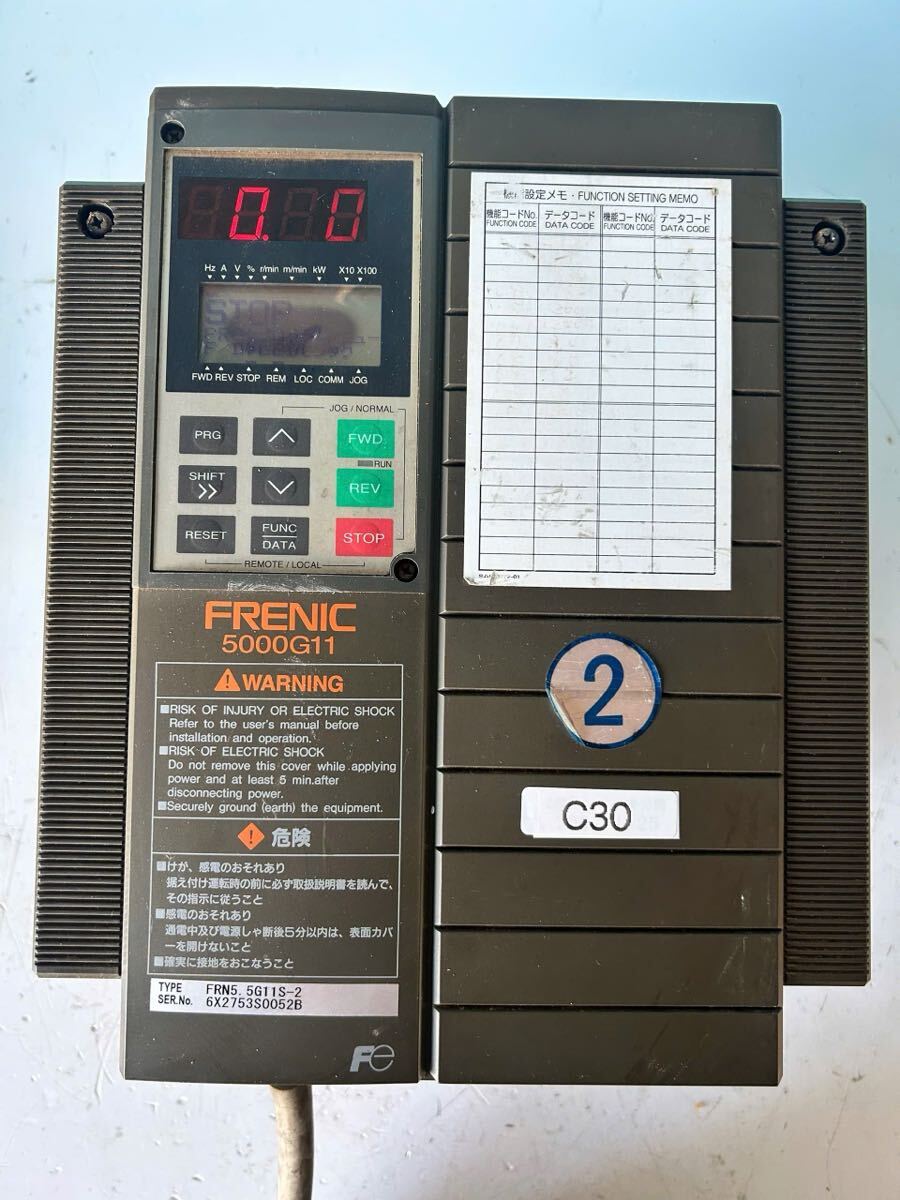 0. 0
Hz A V % r/min m/min kW X10 X100
STOP
FWD REV STOP REM LOC COMM JOG
JOG / NORMAL
PRG
FWD
RUN
SHIFT
REV
RESET
FUNC
DATA
STOP
REMOTE / LOCAL
FRENIC
5000G11
WARNING
■RISK OF INJURY OR ELECTRIC SHOCK
Refer to the user's manual before
installation and operation.
■RISK OF ELECTRIC SHOCK
Do not remove this cover while applying
power and at least 5 min.after
disconnecting power.
■Securely ground (earth) the equipment.
危険
■けが、感電のおそれあり
据え付け運転時の前に必ず取扱説明書を読んで、
その指示に従うこと
■感電のおそれあり
通電中及び電源しゃ断後5分以内は、表面カバ
ーを開けないこと
■確実に接地をおこなうこと
TYPE FRN5.5G11S-2
SER.No. 6X2753S0052B
Fe
設定メモ・FUNCTION SETTING MEMO
機能コードNo. データコード 機能コードNo. データコード
FUNCTION CODE DATA CODE FUNCTION CODE DATA CODE
2
C30